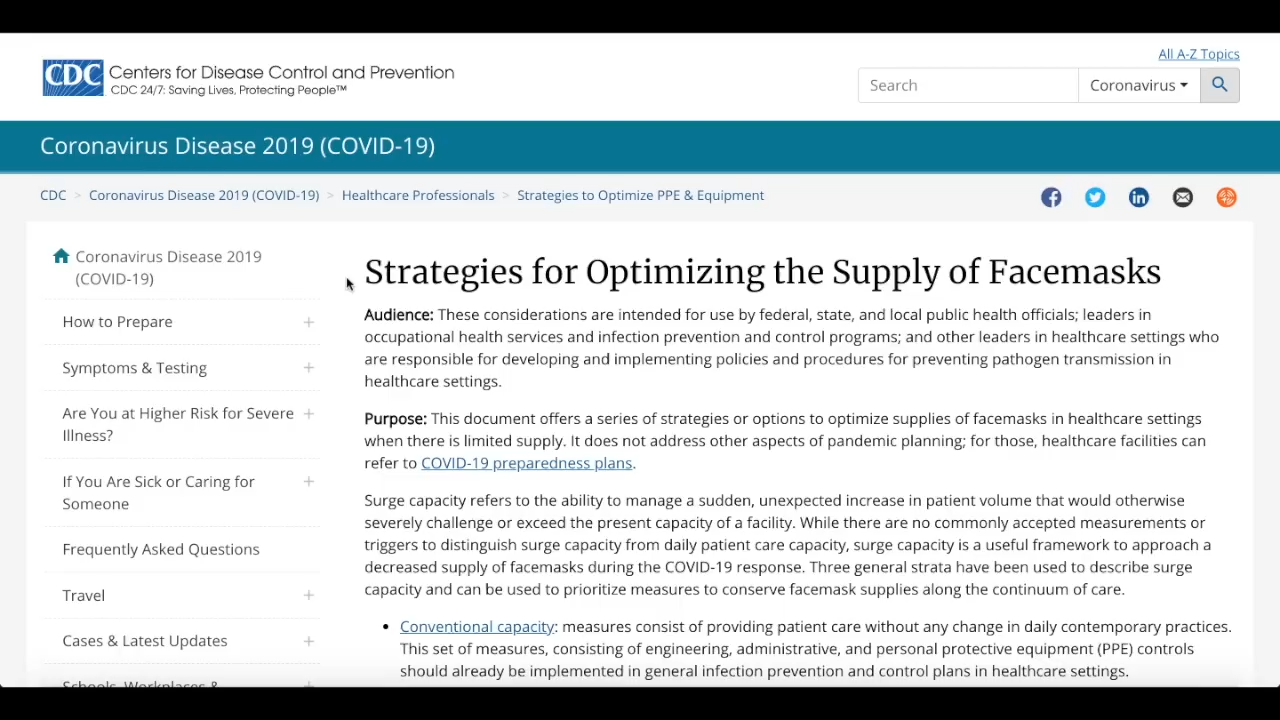 All A-Z Topics
CDC
Centers for Disease Control and Prevention
CDC 24/7: Saving Lives, Protecting People™
Search
Coronavirus
Coronavirus Disease 2019 (COVID-19)
CDC > Coronavirus Disease 2019 (COVID-19) > Healthcare Professionals > Strategies to Optimize PPE & Equipment
Coronavirus Disease 2019
(COVID-19)
How to Prepare
Symptoms & Testing
Are You at Higher Risk for Severe
Illness?
If You Are Sick or Caring for
Someone
Frequently Asked Questions
Travel
Cases & Latest Updates
Schools, Workplaces &
Strategies for Optimizing the Supply of Facemasks
Audience: These considerations are intended for use by federal, state, and local public health officials; leaders in
occupational health services and infection prevention and control programs; and other leaders in healthcare settings who
are responsible for developing and implementing policies and procedures for preventing pathogen transmission in
healthcare settings.
Purpose: This document offers a series of strategies or options to optimize supplies of facemasks in healthcare settings
when there is limited supply. It does not address other aspects of pandemic planning; for those, healthcare facilities can
refer to COVID-19 preparedness plans.
Surge capacity refers to the ability to manage a sudden, unexpected increase in patient volume that would otherwise
severely challenge or exceed the present capacity of a facility. While there are no commonly accepted measurements or
triggers to distinguish surge capacity from daily patient care capacity, surge capacity is a useful framework to approach a
decreased supply of facemasks during the COVID-19 response. Three general strata have been used to describe surge
capacity and can be used to prioritize measures to conserve facemask supplies along the continuum of care.
• Conventional capacity: measures consist of providing patient care without any change in daily contemporary practices.
This set of measures, consisting of engineering, administrative, and personal protective equipment (PPE) controls
should already be implemented in general infection prevention and control plans in healthcare settings.